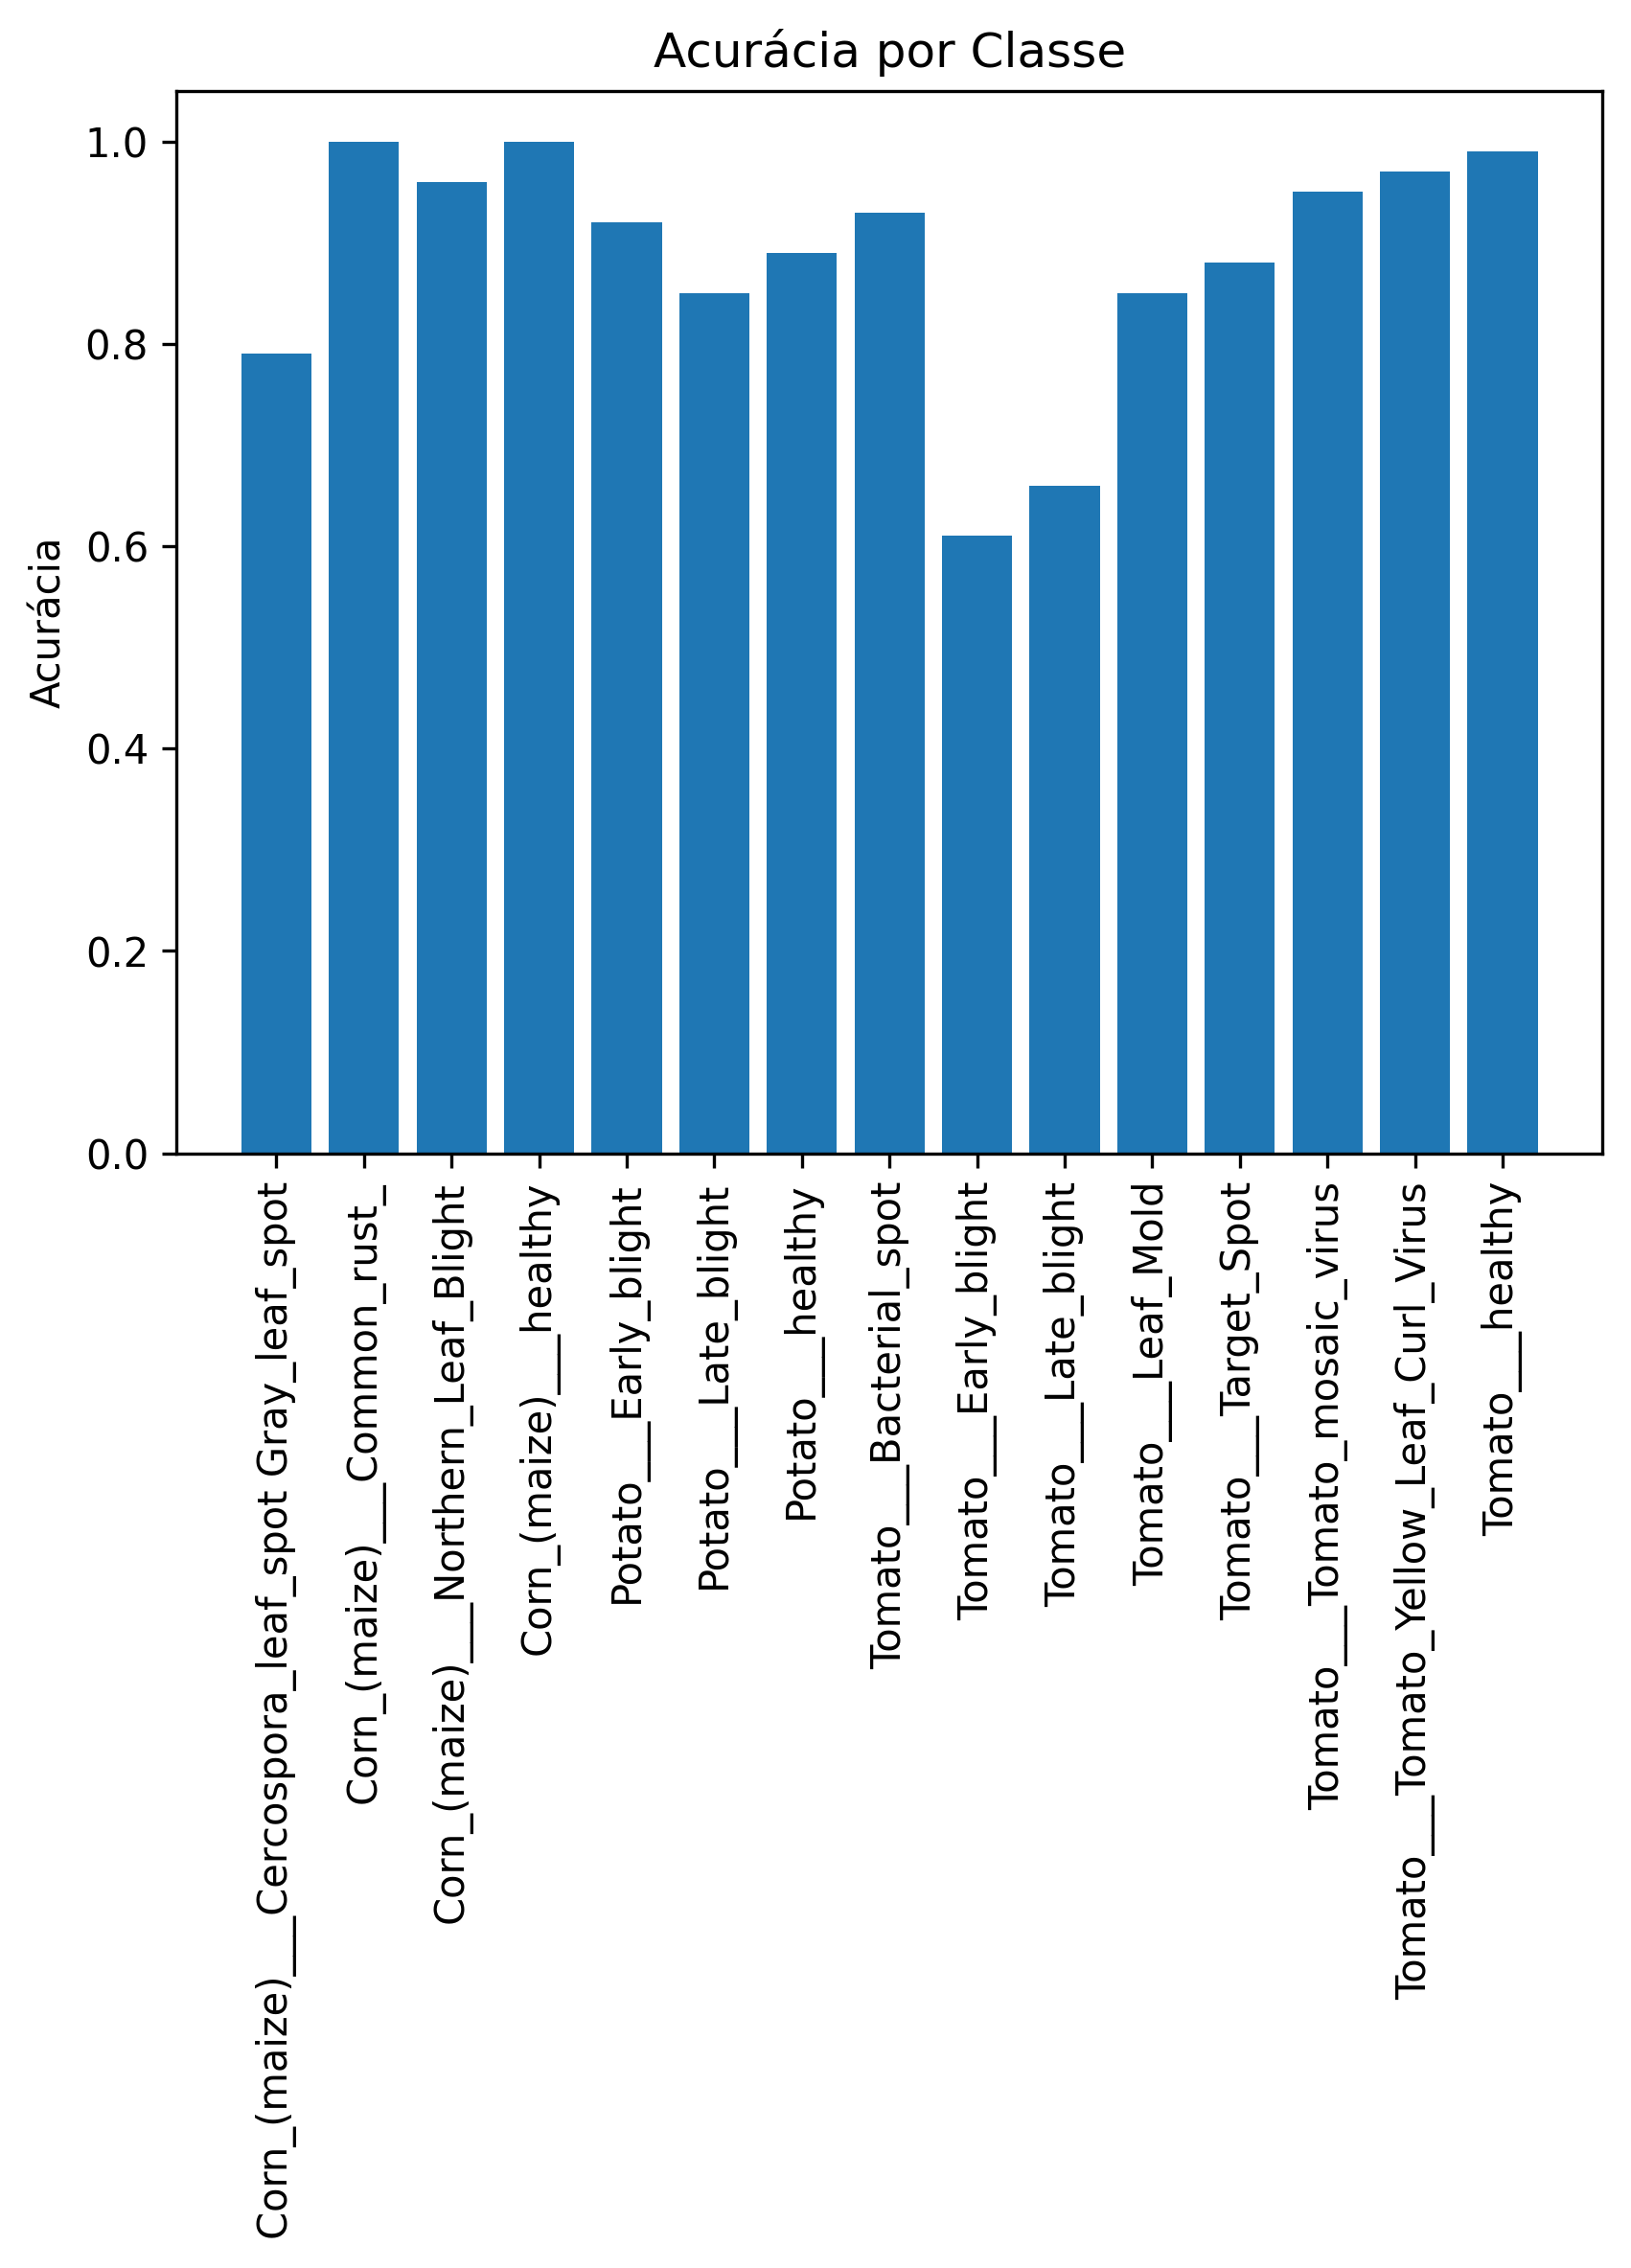 Acurácia por Classe
Acurácia
1.0
0.8
0.6
0.4
0.2
0.0
Corn_(maize)___Cercospora_leaf_spot Gray_leaf_spot
Corn_(maize)___Common_rust_
Corn_(maize)___Northern_Leaf_Blight
Corn_(maize)___healthy
Potato___Early_blight
Potato___Late_blight
Potato___healthy
Tomato___Bacterial_spot
Tomato___Early_blight
Tomato___Late_blight
Tomato___Leaf_Mold
Tomato___Target_Spot
Tomato___Tomato_mosaic_virus
Tomato___Tomato_Yellow_Leaf_Curl_Virus
Tomato___healthy